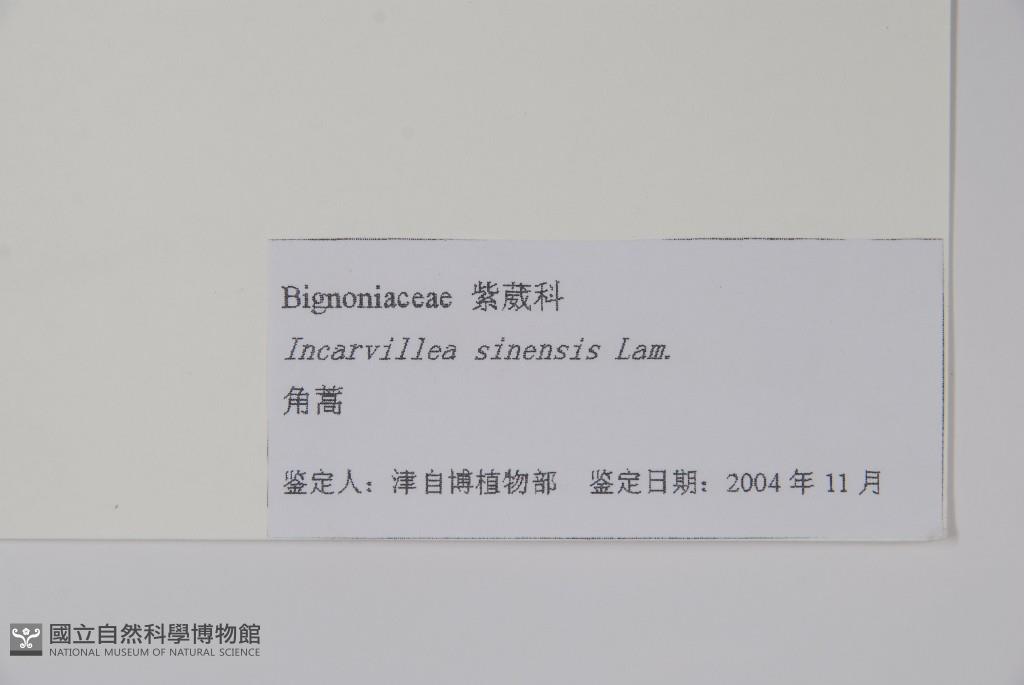 Bignoniaceae 紫葳科
Incarvillea sinensis Lam.
角蒿
鉴定人：津自博植物部 鉴定日期：2004 年 11 月
國立自然科學博物館
NATIONAL MUSEUM OF NATURAL SCIENCE